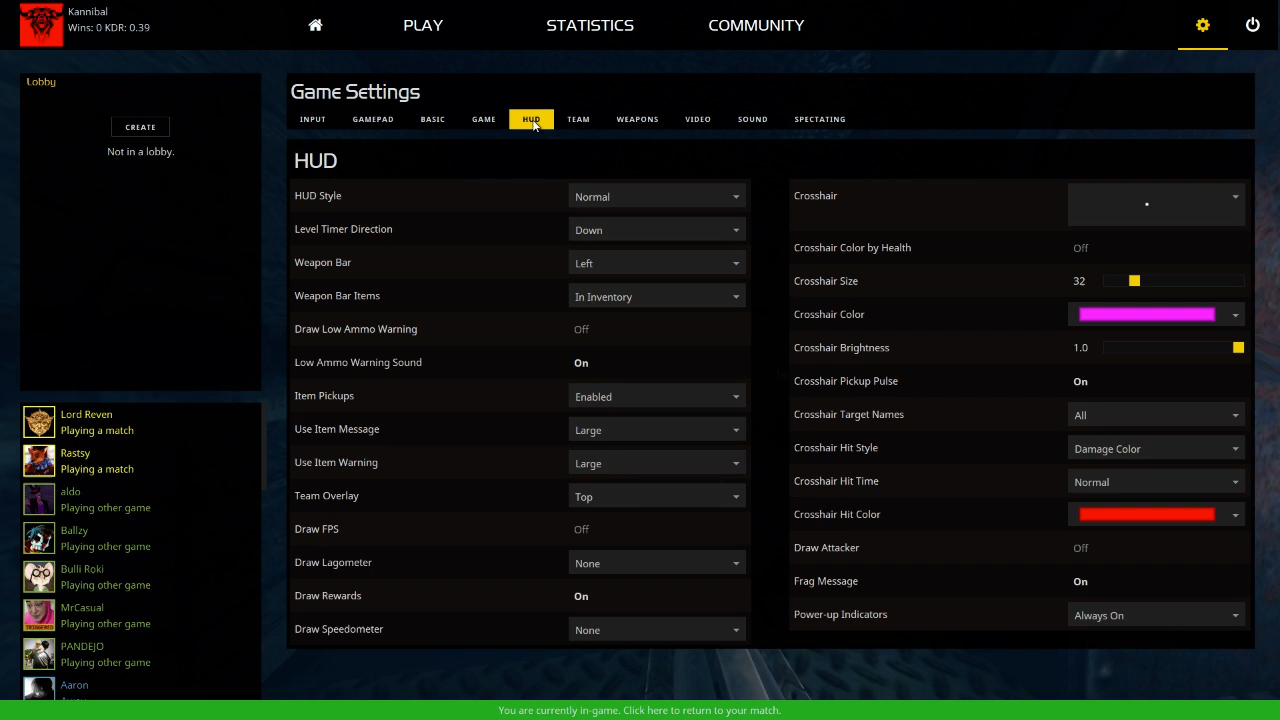 Kannibal
Wins: 0 KDR: 0.39
PLAY
STATISTICS
COMMUNITY
Lobby
CREATE
Not in a lobby.
Lord Reven
Playing a match
Rastsy
Playing a match
aldo
Playing other game
Ballzy
Playing other game
Bulli Roki
Playing other game
MrCasual
Playing other game
PANDEJO
Playing other game
Aaron
Game Settings
INPUT GAMEPAD BASIC GAME HUD TEAM WEAPONS VIDEO SOUND SPECTATING
HUD
HUD Style Normal
Level Timer Direction Down
Weapon Bar Left
Weapon Bar Items In Inventory
Draw Low Ammo Warning Off
Low Ammo Warning Sound On
Item Pickups Enabled
Use Item Message Large
Use Item Warning Large
Team Overlay Top
Draw FPS Off
Draw Lagometer None
Draw Rewards On
Draw Speedometer None
Crosshair
Crosshair Color by Health Off
Crosshair Size 32
Crosshair Color
Crosshair Brightness 1.0
Crosshair Pickup Pulse On
Crosshair Target Names All
Crosshair Hit Style Damage Color
Crosshair Hit Time Normal
Crosshair Hit Color
Draw Attacker Off
Frag Message On
Power-up Indicators Always On
You are currently in-game. Click here to return to your match.